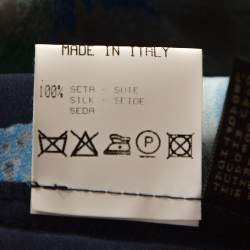 MADE IN ITALY
100% SETA - SOIE
SILK - SEIDE
SEDA
P